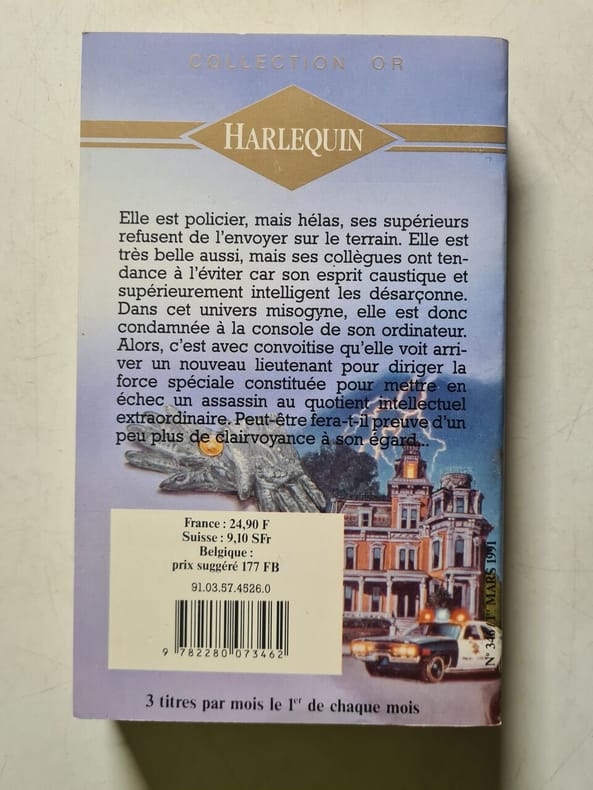 COLLECTION OR
HARLEQUIN
Elle est policier, mais hélas, ses supérieurs
refusent de l'envoyer sur le terrain. Elle est
très belle aussi, mais ses collègues ont ten-
dance à l'éviter car son esprit caustique et
supérieurement intelligent les désarçonne.
Dans cet univers misogyne, elle est donc
condamnée à la console de son ordinateur.
Alors, c'est avec convoitise qu'elle voit arri-
ver un nouveau lieutenant pour diriger la
force spéciale constituée pour mettre en
échec un assassin au quotient intellectuel
extraordinaire. Peut-être fera-t-il preuve d'un
peu plus de clairvoyance à son égard...
France : 24,90 F
Suisse : 9,10 SFr
Belgique :
prix suggéré 177 FB
91.03.57.4526.0
9 782280 073462
N° 346 / 1er MARS 1991
3 titres par mois le 1er de chaque mois